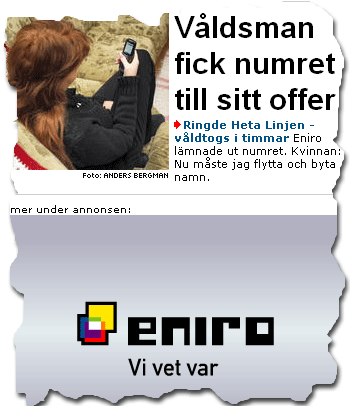 Våldsman
fick numret
till sitt offer
Ringde Heta Linjen -
våldtogs i timmar Eniro
lämnade ut numret. Kvinnan:
Nu måste jag flytta och byta
namn.
Foto: ANDERS BERGMAN
mer under annonsen:
eniro
Vi vet var